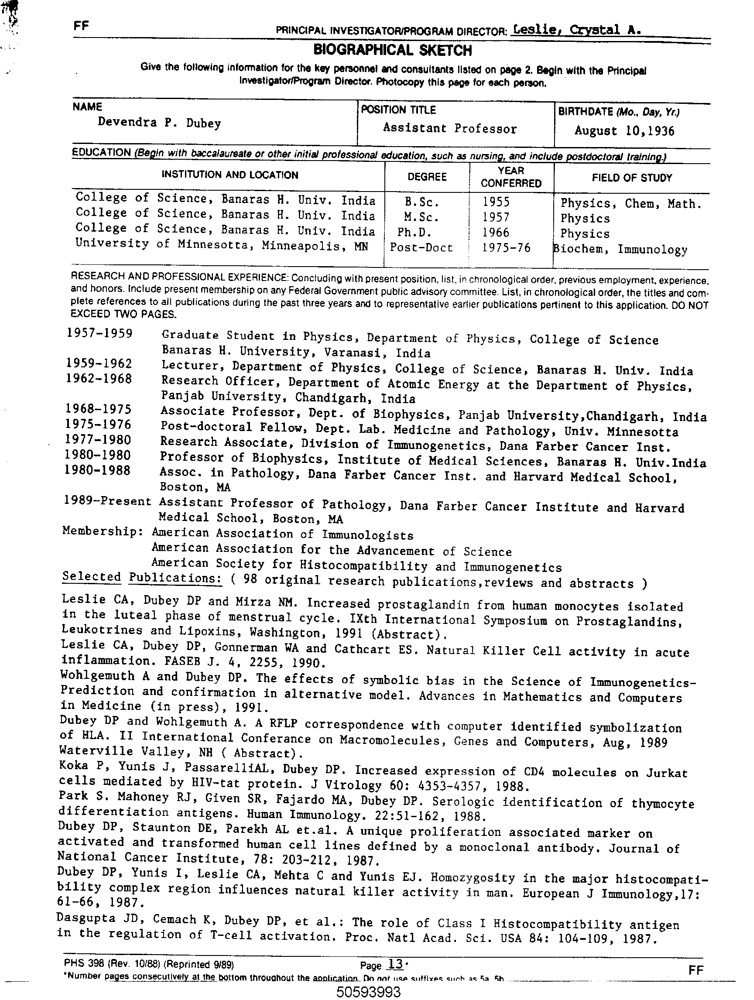 FF
PRINCIPAL INVESTIGATOR/PROGRAM DIRECTOR: Leslie, Crystal A.
BIOGRAPHICAL SKETCH
Give the following information for the key personnel and consultants listed on page 2. Begin with the Principal
Investigator/Program Director. Photocopy this page for each person.
NAME POSITION TITLE BIRTHDATE (Mo., Day, Yr.)
Devendra P. Dubey Assistant Professor August 10,1936
EDUCATION (Begin with baccalaureate or other initial professional education, such as nursing, and include postdoctoral training.)
INSTITUTION AND LOCATION DEGREE YEAR CONFERRED FIELD OF STUDY
College of Science, Banaras H. Univ. India B.Sc. 1955 Physics, Chem, Math.
College of Science, Banaras H. Univ. India M.Sc. 1957 Physics
College of Science, Banaras H. Univ. India Ph.D. 1966 Physics
University of Minnesotta, Minneapolis, MN Post-Doct 1975-76 Biochem, Immunology
RESEARCH AND PROFESSIONAL EXPERIENCE: Concluding with present position, list, in chronological order, previous employment, experience,
and honors. Include present membership on any Federal Government public advisory committee. List, in chronological order, the titles and com-
plete references to all publications during the past three years and to representative earlier publications pertinent to this application. DO NOT
EXCEED TWO PAGES.
1957-1959 Graduate Student in Physics, Department of Physics, College of Science
Banaras H. University, Varanasi, India
1959-1962 Lecturer, Department of Physics, College of Science, Banaras H. Univ. India
1962-1968 Research Officer, Department of Atomic Energy at the Department of Physics,
Panjab University, Chandigarh, India
1968-1975 Associate Professor, Dept. of Biophysics, Panjab University,Chandigarh, India
1975-1976 Post-doctoral Fellow, Dept. Lab. Medicine and Pathology, Univ. Minnesotta
1977-1980 Research Associate, Division of Immunogenetics, Dana Farber Cancer Inst.
1980-1980 Professor of Biophysics, Institute of Medical Sciences, Banaras H. Univ.India
1980-1988 Assoc. in Pathology, Dana Farber Cancer Inst. and Harvard Medical School,
Boston, MA
1989-Present Assistant Professor of Pathology, Dana Farber Cancer Institute and Harvard
Medical School, Boston, MA
Membership: American Association of Immunologists
American Association for the Advancement of Science
American Society for Histocompatibility and Immunogenetics
Selected Publications: ( 98 original research publications,reviews and abstracts )
Leslie CA, Dubey DP and Mirza NM. Increased prostaglandin from human monocytes isolated
in the luteal phase of menstrual cycle. IXth International Symposium on Prostaglandins,
Leukotrines and Lipoxins, Washington, 1991 (Abstract).
Leslie CA, Dubey DP, Gonnerman WA and Cathcart ES. Natural Killer Cell activity in acute
inflammation. FASEB J. 4, 2255, 1990.
Wohlgemuth A and Dubey DP. The effects of symbolic bias in the Science of Immunogenetics-
Prediction and confirmation in alternative model. Advances in Mathematics and Computers
in Medicine (in press), 1991.
Dubey DP and Wohlgemuth A. A RFLP correspondence with computer identified symbolization
of HLA. II International Conferance on Macromolecules, Genes and Computers, Aug, 1989
Waterville Valley, NH ( Abstract).
Koka P, Yunis J, PassarelliAL, Dubey DP. Increased expression of CD4 molecules on Jurkat
cells mediated by HIV-tat protein. J Virology 60: 4353-4357, 1988.
Park S. Mahoney RJ, Given SR, Fajardo MA, Dubey DP. Serologic identification of thymocyte
differentiation antigens. Human Immunology. 22:51-162, 1988.
Dubey DP, Staunton DE, Parekh AL et.al. A unique proliferation associated marker on
activated and transformed human cell lines defined by a monoclonal antibody. Journal of
National Cancer Institute, 78: 203-212, 1987.
Dubey DP, Yunis I, Leslie CA, Mehta C and Yunis EJ. Homozygosity in the major histocompati-
bility complex region influences natural killer activity in man. European J Immunology,17:
61-66, 1987.
Dasgupta JD, Cemach K, Dubey DP, et al.: The role of Class I Histocompatibility antigen
in the regulation of T-cell activation. Proc. Natl Acad. Sci. USA 84: 104-109, 1987.
PHS 398 (Rev. 10/88) (Reprinted 9/89) Page 13 FF
*Number pages consecutively at the bottom throughout the application. Do not use suffixes such as 5a, 5b
50593993